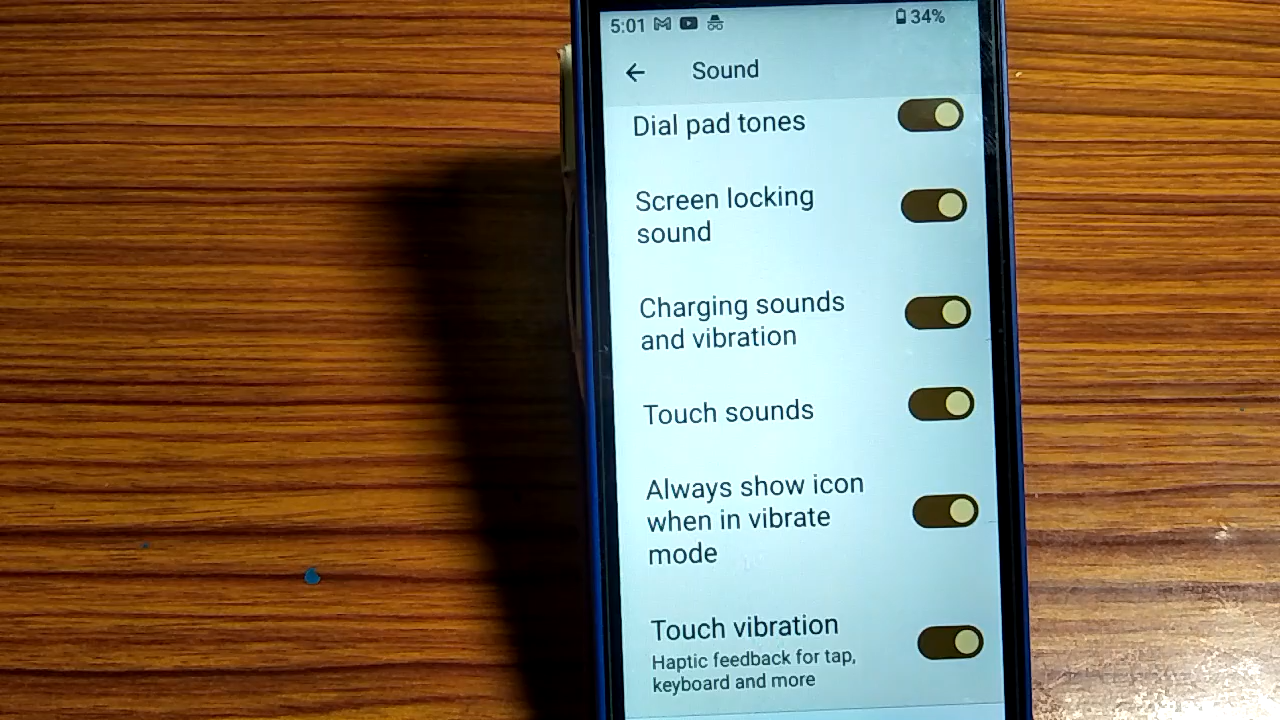 5:01 34%
Sound
Dial pad tones
Screen locking
sound
Charging sounds
and vibration
Touch sounds
Always show icon
when in vibrate
mode
Touch vibration
Haptic feedback for tap,
keyboard and more